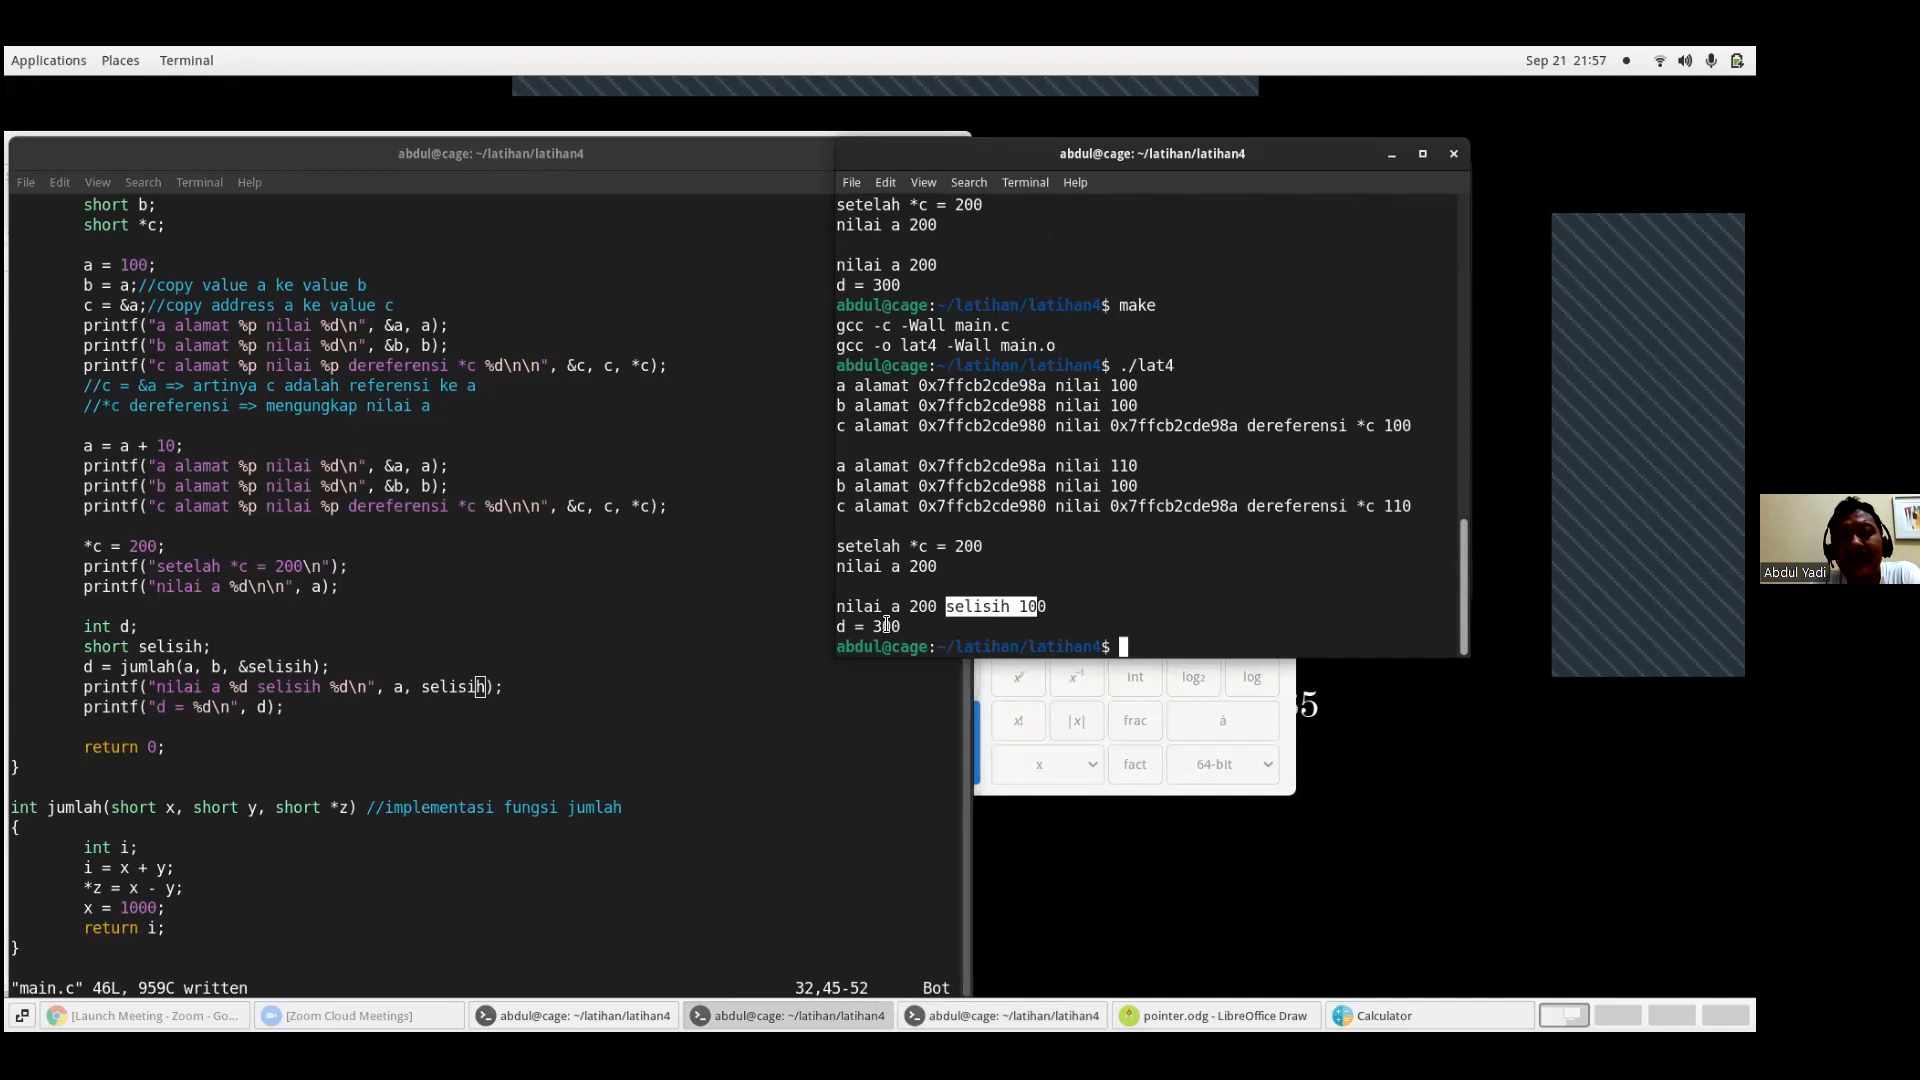 Applications Places Terminal
Sep 21 21:57
abdul@cage: ~/latihan/latihan4
File Edit View Search Terminal Help
short b;
short *c;
a = 100;
b = a;//copy value a ke value b
c = &a;//copy address a ke value c
printf("a alamat %p nilai %d\n", &a, a);
printf("b alamat %p nilai %d\n", &b, b);
printf("c alamat %p nilai %p dereferensi *c %d\n\n", &c, c, *c);
//c = &a => artinya c adalah referensi ke a
//*c dereferensi => mengungkap nilai a
a = a + 10;
printf("a alamat %p nilai %d\n", &a, a);
printf("b alamat %p nilai %d\n", &b, b);
printf("c alamat %p nilai %p dereferensi *c %d\n\n", &c, c, *c);
*c = 200;
printf("setelah *c = 200\n");
printf("nilai a %d\n\n", a);
int d;
short selisih;
d = jumlah(a, b, &selisih);
printf("nilai a %d selisih %d\n", a, selisih);
printf("d = %d\n", d);
return 0;
}
int jumlah(short x, short y, short *z) //implementasi fungsi jumlah
{
int i;
i = x + y;
*z = x - y;
x = 1000;
return i;
}
"main.c" 46L, 959C written
32,45-52
Bot
abdul@cage: ~/latihan/latihan4
File Edit View Search Terminal Help
setelah *c = 200
nilai a 200
nilai a 200
d = 300
abdul@cage:~/latihan/latihan4$ make
gcc -c -Wall main.c
gcc -o lat4 -Wall main.o
abdul@cage:~/latihan/latihan4$ ./lat4
a alamat 0x7ffcb2cde98a nilai 100
b alamat 0x7ffcb2cde988 nilai 100
c alamat 0x7ffcb2cde980 nilai 0x7ffcb2cde98a dereferensi *c 100
a alamat 0x7ffcb2cde98a nilai 110
b alamat 0x7ffcb2cde988 nilai 100
c alamat 0x7ffcb2cde980 nilai 0x7ffcb2cde98a dereferensi *c 110
setelah *c = 200
nilai a 200
nilai a 200 selisih 100
d = 300
abdul@cage:~/latihan/latihan4$
xʸ x⁻¹ int log₂ log
x! |x| frac á
x fact 64-bit
Abdul Yadi
[Launch Meeting - Zoom - Go... [Zoom Cloud Meetings] abdul@cage: ~/latihan/latihan4 abdul@cage: ~/latihan/latihan4 abdul@cage: ~/latihan/latihan4 pointer.odg - LibreOffice Draw Calculator